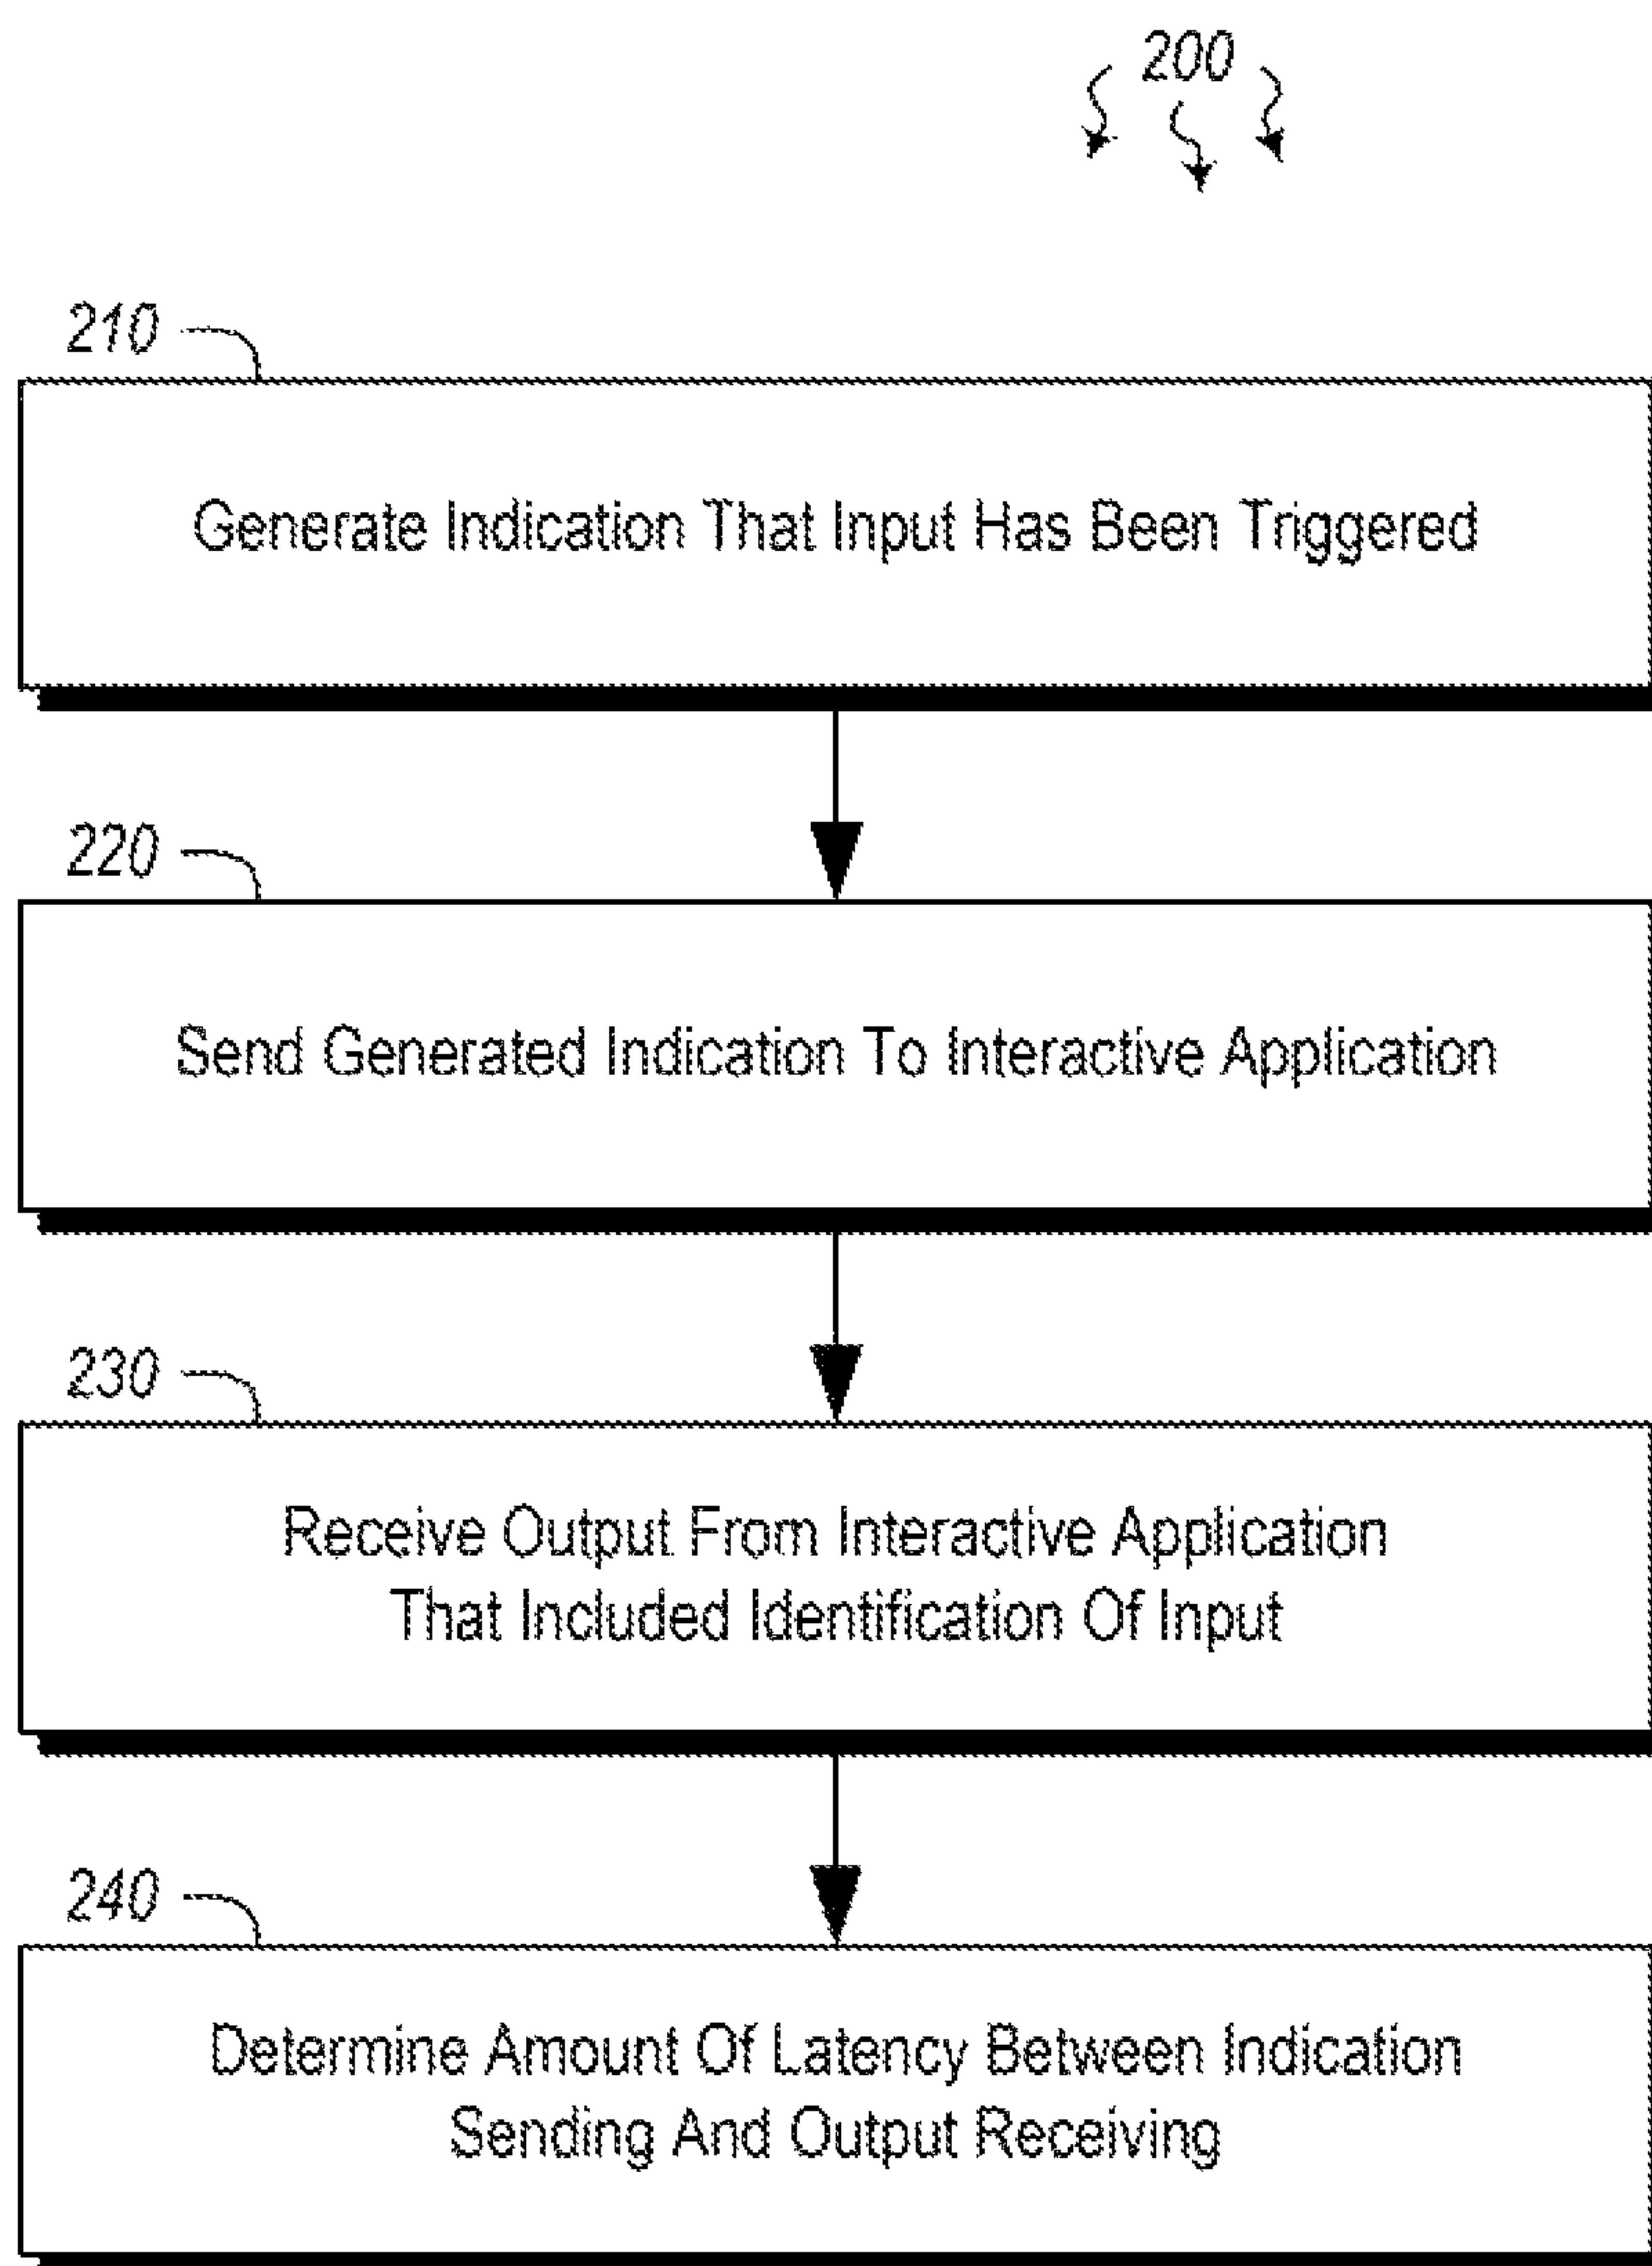 200
210
Generate Indication That Input Has Been Triggered
220
Send Generated Indication To Interactive Application
230
Receive Output From Interactive Application
That Included Identification Of Input
240
Determine Amount Of Latency Between Indication
Sending And Output Receiving